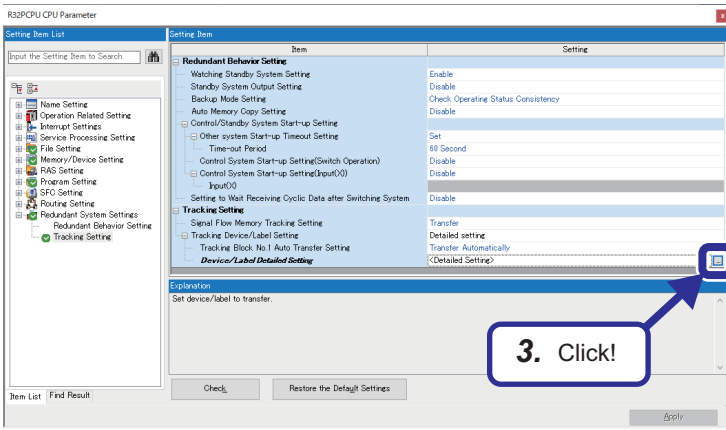 R32PCPU CPU Parameter
x
Setting Item List
Input the Setting Item to Search
Name Setting
Operation Related Setting
Interrupt Settings
Service Processing Setting
File Setting
Memory/Device Setting
RAS Setting
Program Setting
SFC Setting
Routing Setting
Redundant System Settings
Redundant Behavior Setting
Tracking Setting
Item List Find Result
Setting Item
Item Setting
Redundant Behavior Setting
Watching Standby System Setting Enable
Standby System Output Setting Disable
Backup Mode Setting Check Operating Status Consistency
Auto Memory Copy Setting Disable
Control/Standby System Start-up Setting
Other system Start-up Timeout Setting Set
Time-out Period 60 Second
Control System Start-up Setting(Switch Operation) Disable
Control System Start-up Setting(Input(X)) Disable
Input(X)
Setting to Wait Receiving Cyclic Data after Switching System Disable
Tracking Setting
Signal Flow Memory Tracking Setting Transfer
Tracking Device/Label Setting Detailed setting
Tracking Block No.1 Auto Transfer Setting Transfer Automatically
Device/Label Detailed Setting <Detailed Setting> ...
Explanation
Set device/label to transfer.
3. Click!
Check Restore the Default Settings
Apply